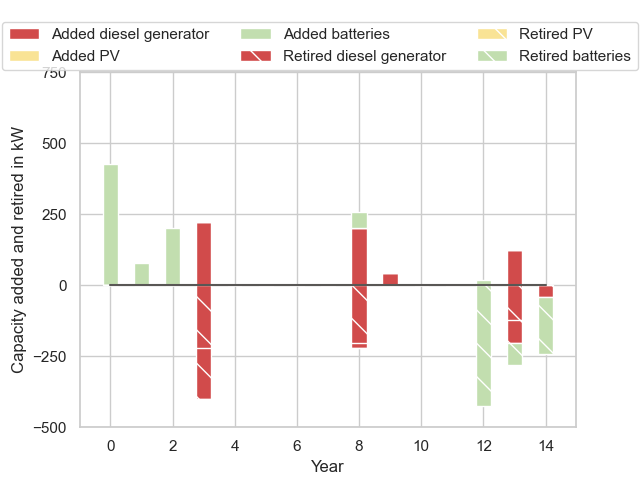 Added diesel generator Added batteries Retired PV
Added PV Retired diesel generator Retired batteries
750
500
250
0
−250
−500
Capacity added and retired in kW
0 2 4 6 8 10 12 14
Year